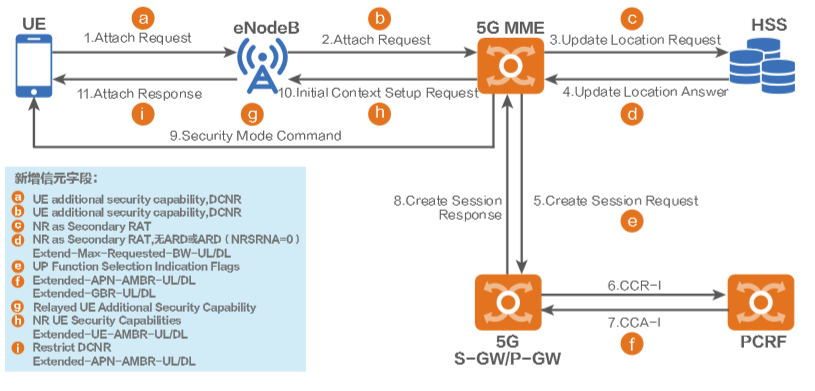 a
b
c
UE
eNodeB
5G MME
HSS
1.Attach Request
2.Attach Request
3.Update Location Request
11.Attach Response
10.Initial Context Setup Request
4.Update Location Answer
i
g
h
d
9.Security Mode Command
8.Create Session
Response
5.Create Session Request
e
新增信元字段：
a UE additional security capability,DCNR
b UE additional security capability,DCNR
c NR as Secondary RAT
d NR as Secondary RAT,无ARD或ARD（NRSRNA=0）
Extend-Max-Requested-BW-UL/DL
e UP Function Selection Indication Flags
f Extended-APN-AMBR-UL/DL
Extended-GBR-UL/DL
g Relayed UE Additional Security Capability
h NR UE Security Capabilities
Extended-UE-AMBR-UL/DL
i Restrict DCNR
Extended-APN-AMBR-UL/DL
6.CCR-I
7.CCA-I
f
5G
S-GW/P-GW
PCRF